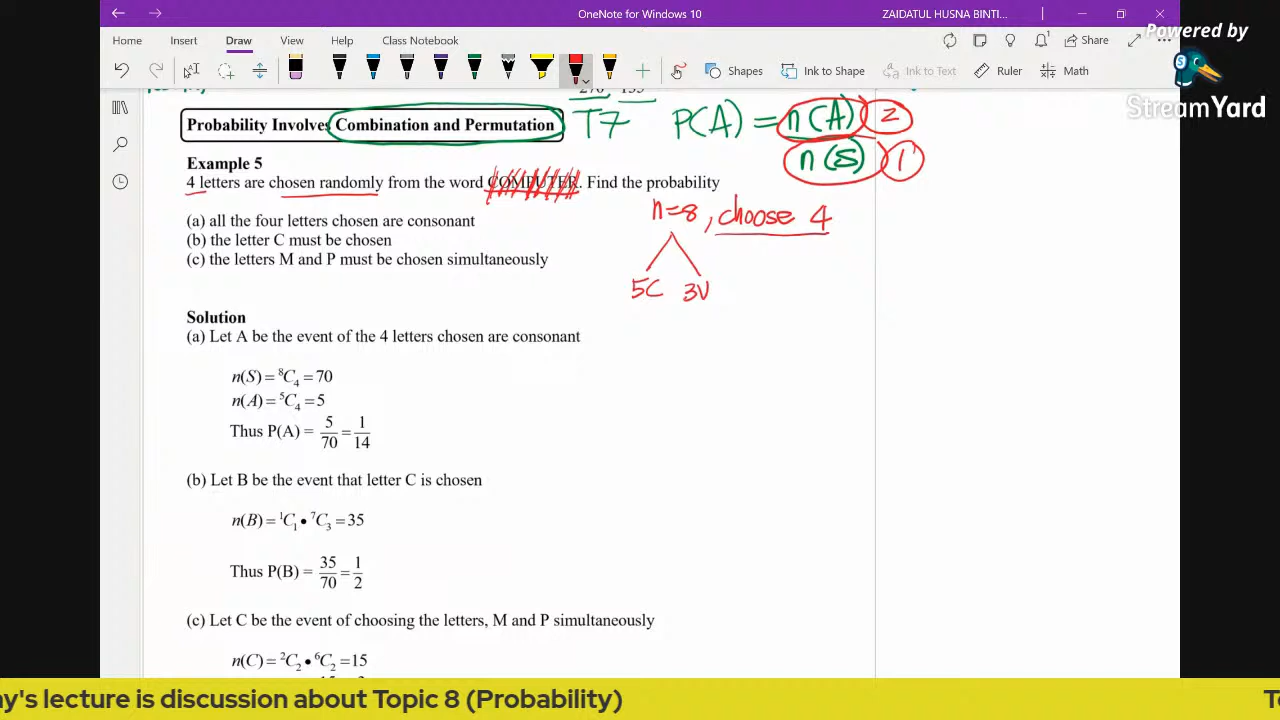 OneNote for Windows 10
ZAIDATUL HUSNA BINTI...
Powered by
StreamYard
Home Insert Draw View Help Class Notebook
Share
Shapes Ink to Shape Ink to Text Ruler Math
Probability Involves Combination and Permutation T7 P(A) = n(A) 2
n(S) 1
Example 5
4 letters are chosen randomly from the word COMPUTER. Find the probability
n=8, choose 4
(a) all the four letters chosen are consonant
(b) the letter C must be chosen
(c) the letters M and P must be chosen simultaneously
5C 3V
Solution
(a) Let A be the event of the 4 letters chosen are consonant
n(S) = ⁸C₄ = 70
n(A) = ⁵C₄ = 5
Thus P(A) = 5/70 = 1/14
(b) Let B be the event that letter C is chosen
n(B) = ¹C₁ • ⁷C₃ = 35
Thus P(B) = 35/70 = 1/2
(c) Let C be the event of choosing the letters, M and P simultaneously
n(C) = ²C₂ • ⁶C₂ = 15
y's lecture is discussion about Topic 8 (Probability)